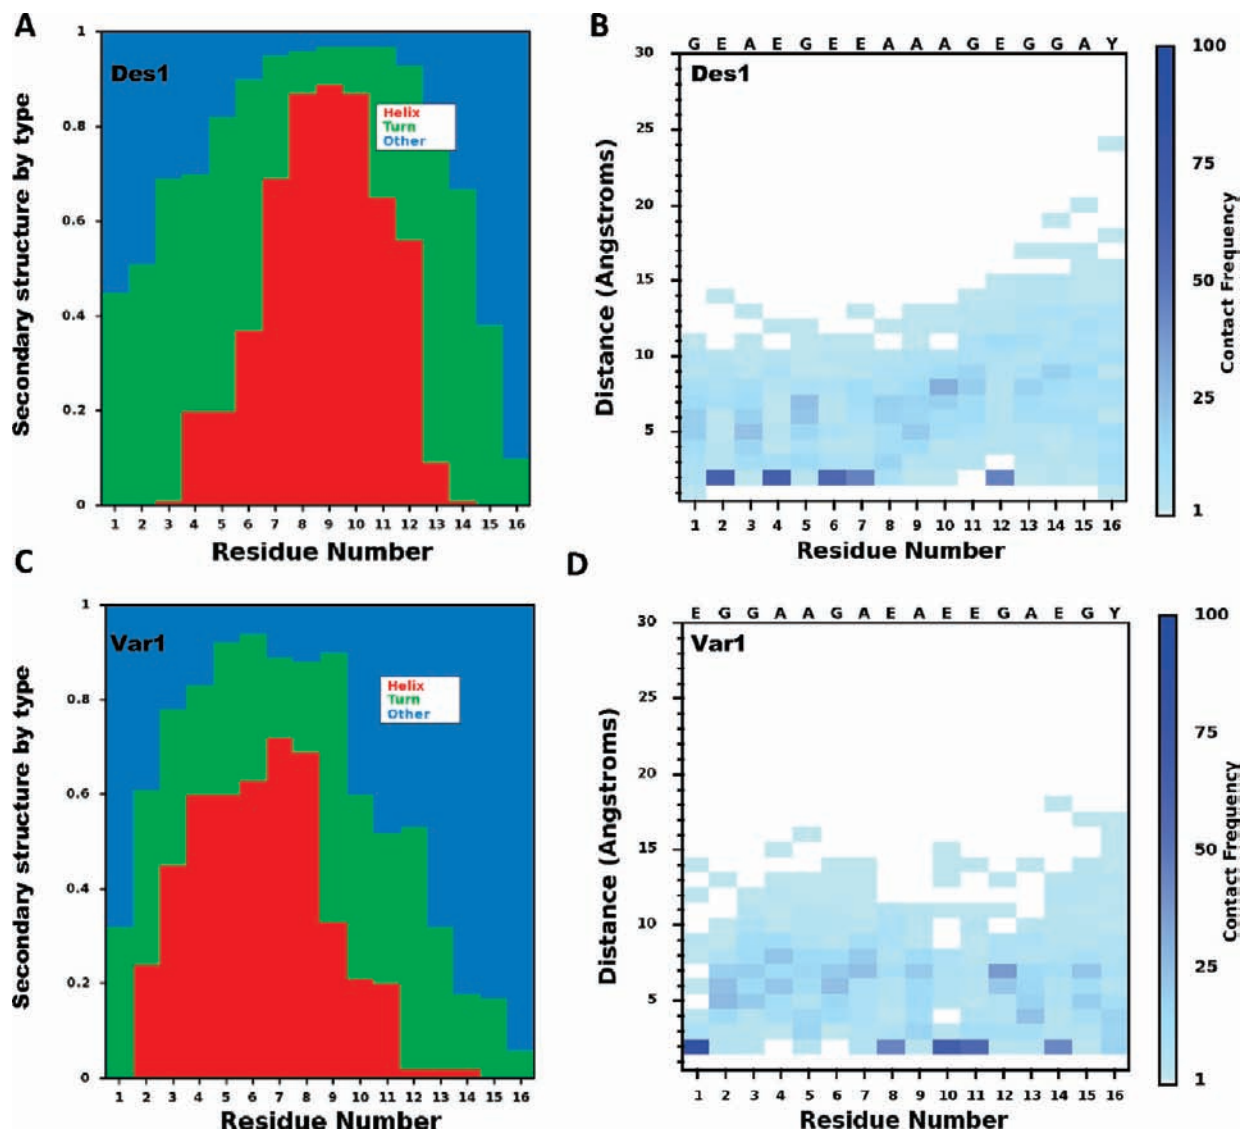 A
Des1
Helix
Turn
Other
Secondary structure by type
1
0.8
0.6
0.4
0.2
0
1 2 3 4 5 6 7 8 9 10 11 12 13 14 15 16
Residue Number
B
G E A E G E E A A A G E G G A Y
Des1
Distance (Angstroms)
30
25
20
15
10
5
1 2 3 4 5 6 7 8 9 10 11 12 13 14 15 16
Residue Number
100
75
50
25
1
Contact Frequency
C
Var1
Helix
Turn
Other
Secondary structure by type
1
0.8
0.6
0.4
0.2
0
1 2 3 4 5 6 7 8 9 10 11 12 13 14 15 16
Residue Number
D
E G G A A G A E A E E G A E G Y
Var1
Distance (Angstroms)
30
25
20
15
10
5
1 2 3 4 5 6 7 8 9 10 11 12 13 14 15 16
Residue Number
100
75
50
25
1
Contact Frequency